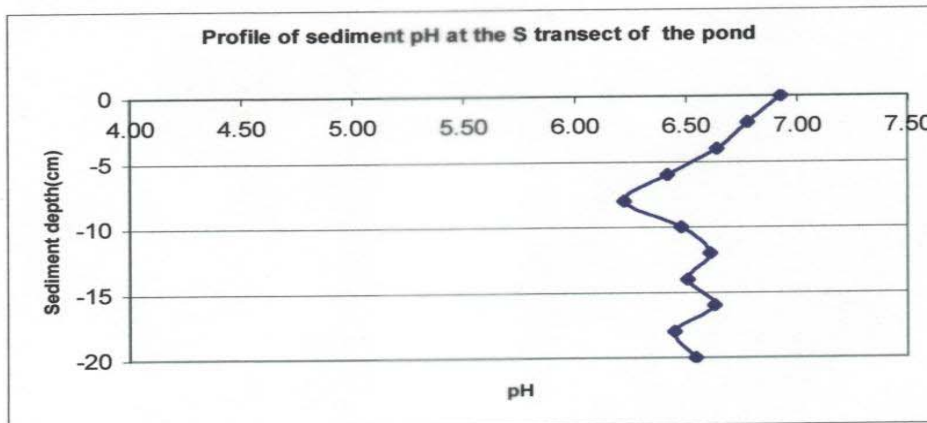 Profile of sediment pH at the S transect of the pond
0
4.00 4.50 5.00 5.50 6.00 6.50 7.00 7.50
-5
-10
-15
-20
Sediment depth(cm)
pH